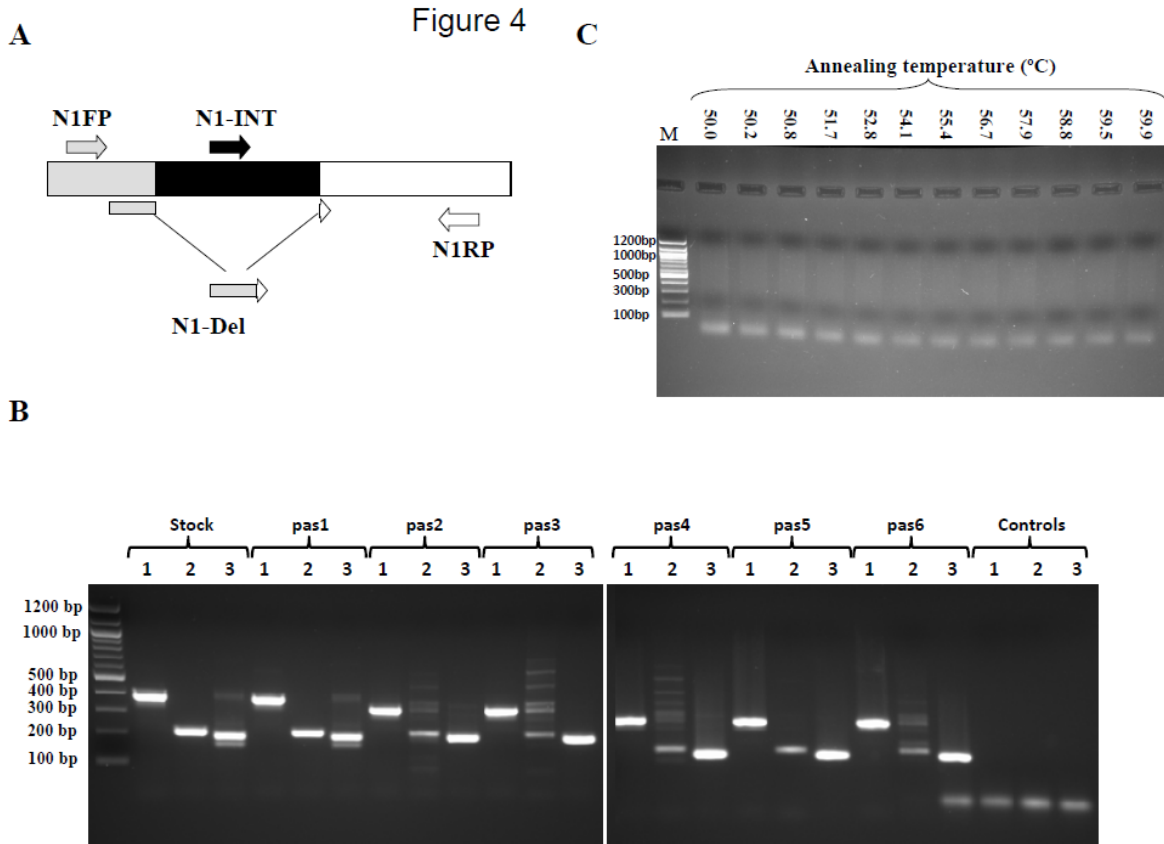 Figure 4
A
N1FP
N1-INT
N1RP
N1-Del
C
Annealing temperature (ºC)
M 50.0 50.2 50.8 51.7 52.8 54.1 55.4 56.7 57.9 58.8 59.5 59.9
1200bp
1000bp
500bp
300bp
100bp
B
Stock pas1 pas2 pas3 pas4 pas5 pas6 Controls
1 2 3 1 2 3 1 2 3 1 2 3 1 2 3 1 2 3 1 2 3 1 2 3
1200 bp
1000 bp
500 bp
400 bp
300 bp
200 bp
100 bp